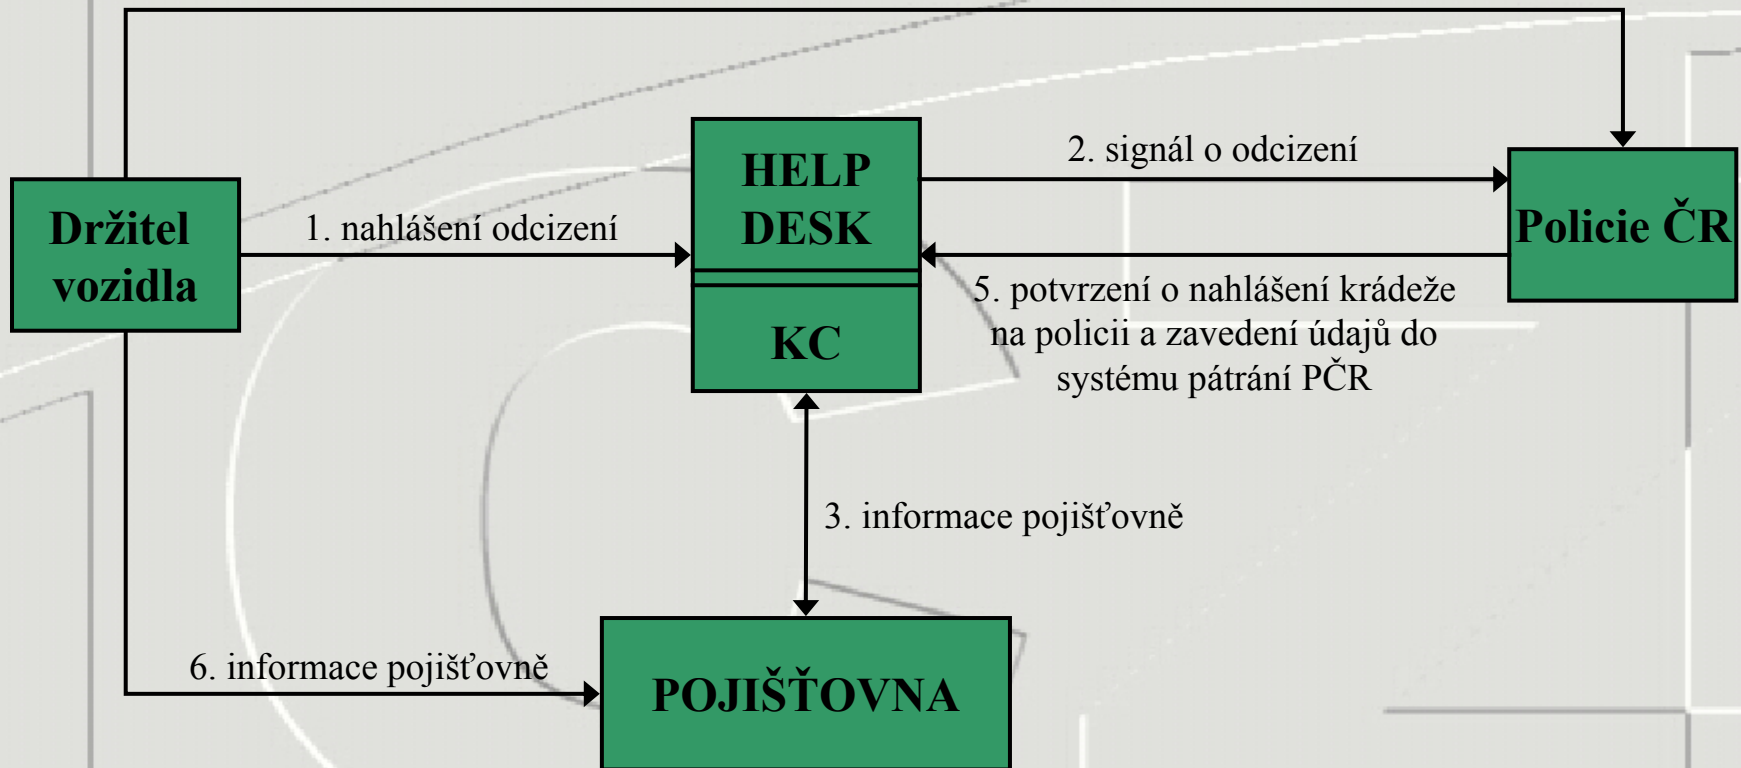 HELP
DESK
KC
2. signál o odcizení
Držitel
vozidla
1. nahlášení odcizení
Policie ČR
5. potvrzení o nahlášení krádeže
na policii a zavedení údajů do
systému pátrání PČR
3. informace pojišťovně
6. informace pojišťovně
POJIŠŤOVNA